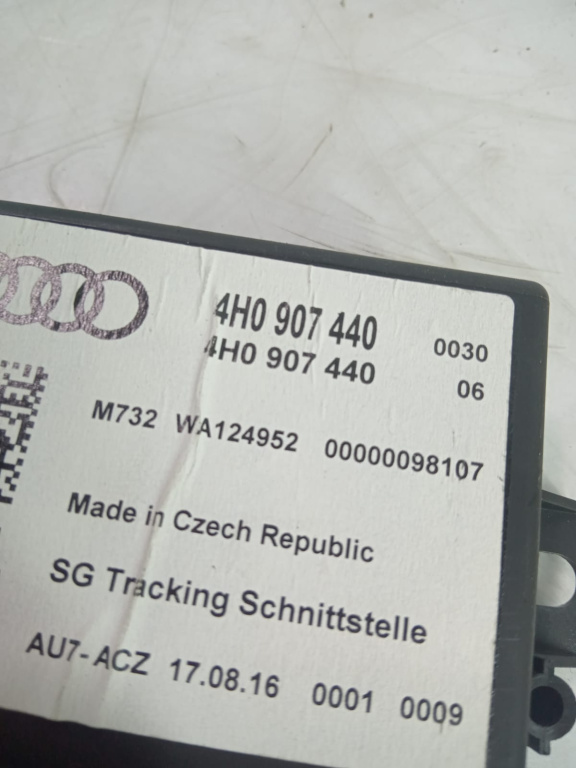 4H0 907 440 0030
4H0 907 440 06
M732 WA124952 00000098107
Made in Czech Republic
SG Tracking Schnittstelle
AU7-ACZ 17.08.16 0001 0009